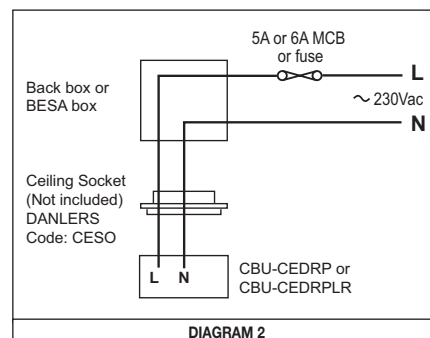 5A or 6A MCB
or fuse
L
Back box or
BESA box
~ 230Vac
N
Ceiling Socket
(Not included)
DANLERS
Code: CESO
L N
CBU-CEDRP or
CBU-CEDRPLR
DIAGRAM 2